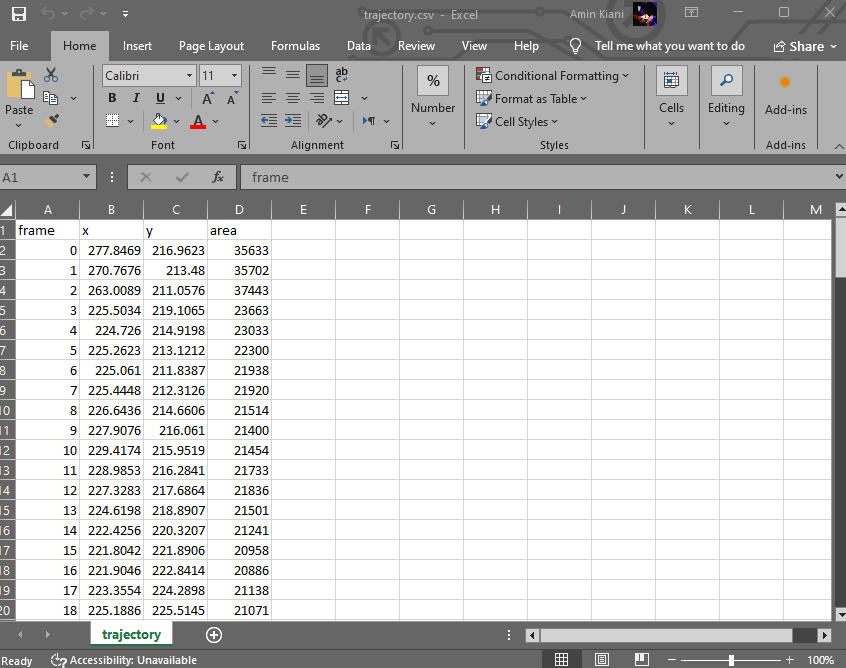 trajectory.csv - Excel
Amin Kiani
File Home Insert Page Layout Formulas Data Review View Help Tell me what you want to do Share
Calibri 11
Paste
B I U
A A
ab
%
Number
Conditional Formatting
Format as Table
Cell Styles
Cells
Editing
Add-ins
Clipboard Font Alignment Styles Add-ins
A1 fx frame
A B C D E F G H I J K L M
1 frame x y area
2 0 277.8469 216.9623 35633
3 1 270.7676 213.48 35702
4 2 263.0089 211.0576 37443
5 3 225.5034 219.1065 23663
6 4 224.726 214.9198 23033
7 5 225.2623 213.1212 22300
8 6 225.061 211.8387 21938
9 7 225.4448 212.3126 21920
10 8 226.6436 214.6606 21514
11 9 227.9076 216.061 21400
12 10 229.4174 215.9519 21454
13 11 228.9853 216.2841 21733
14 12 227.3283 217.6864 21836
15 13 224.6198 218.8907 21501
16 14 222.4256 220.3207 21241
17 15 221.8042 221.8906 20958
18 16 221.9046 222.8414 20886
19 17 223.3554 224.2898 21138
20 18 225.1886 225.5145 21071
trajectory
Ready Accessibility: Unavailable 100%